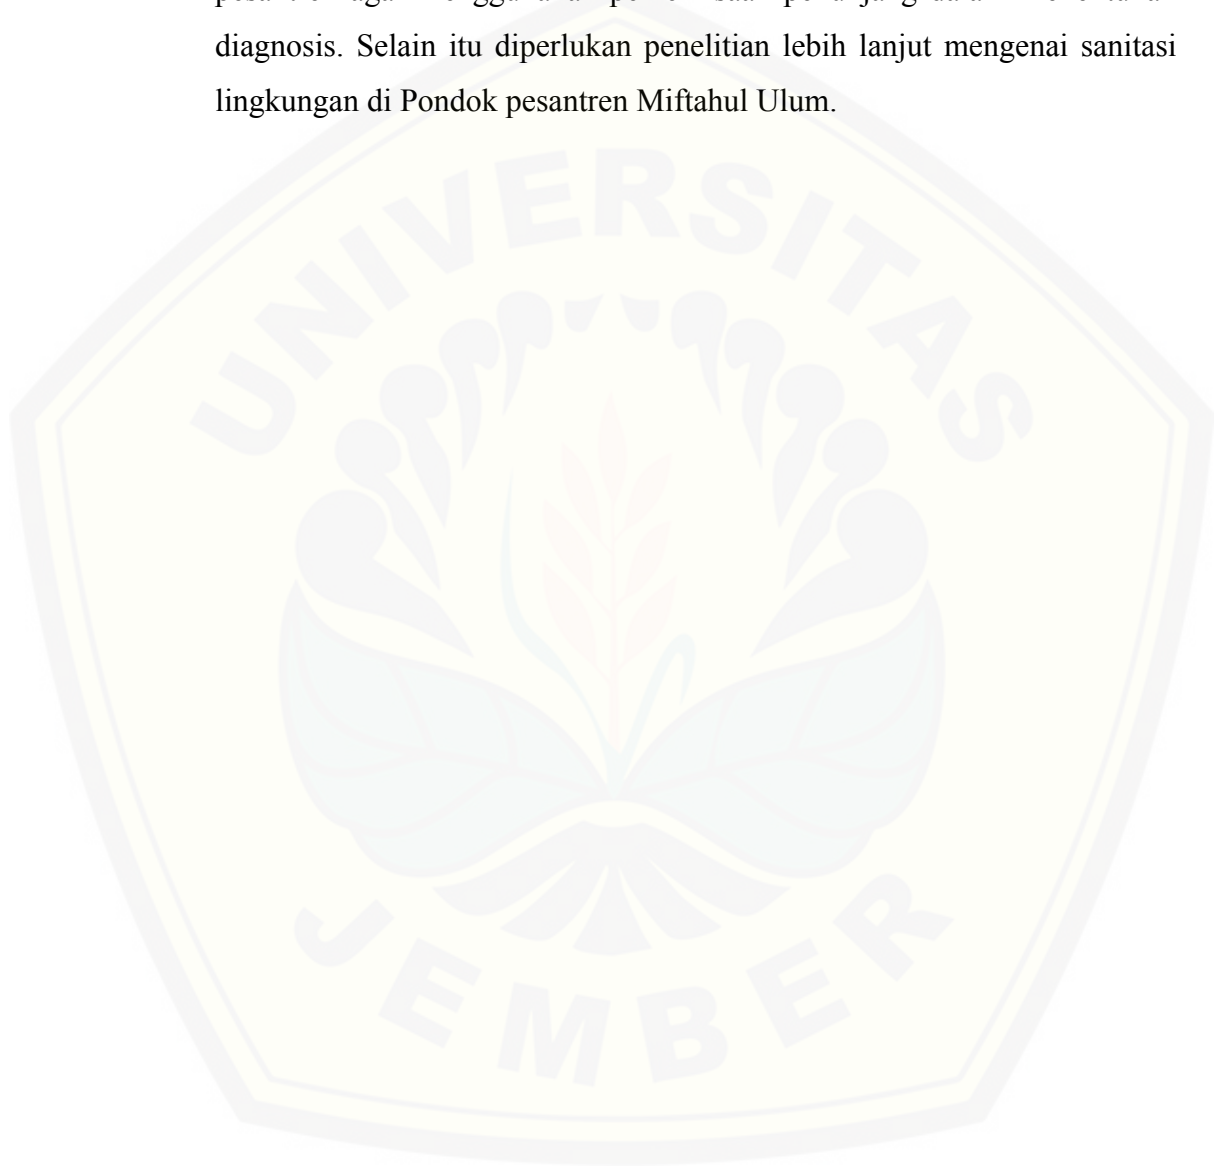 diagnosis. Selain itu diperlukan penelitian lebih lanjut mengenai sanitasi
lingkungan di Pondok pesantren Miftahul Ulum.
UNIVERSITAS
JEMBER